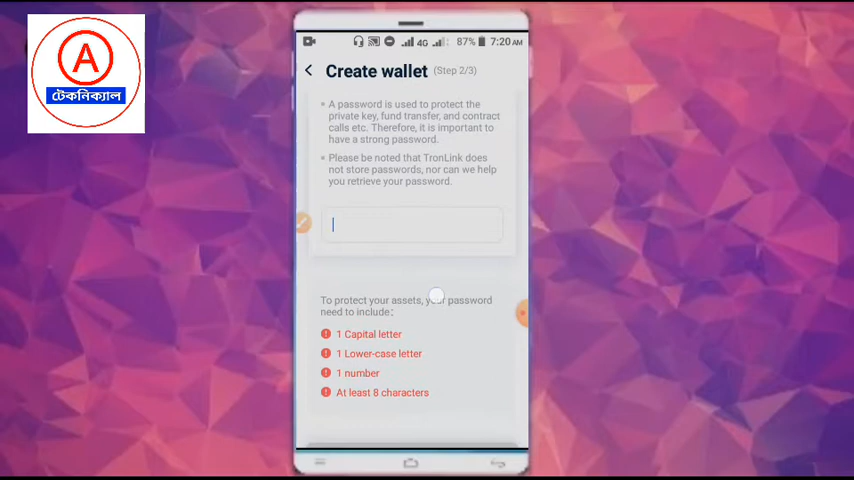 A
টেকনিক্যাল
4G
87%
7:20 AM
Create wallet (Step 2/3)
A password is used to protect the
private key, fund transfer, and contract
calls etc. Therefore, it is important to
have a strong password.
Please be noted that TronLink does
not store passwords, nor can we help
you retrieve your password.
To protect your assets, your password
need to include:
1 Capital letter
1 Lower-case letter
1 number
At least 8 characters